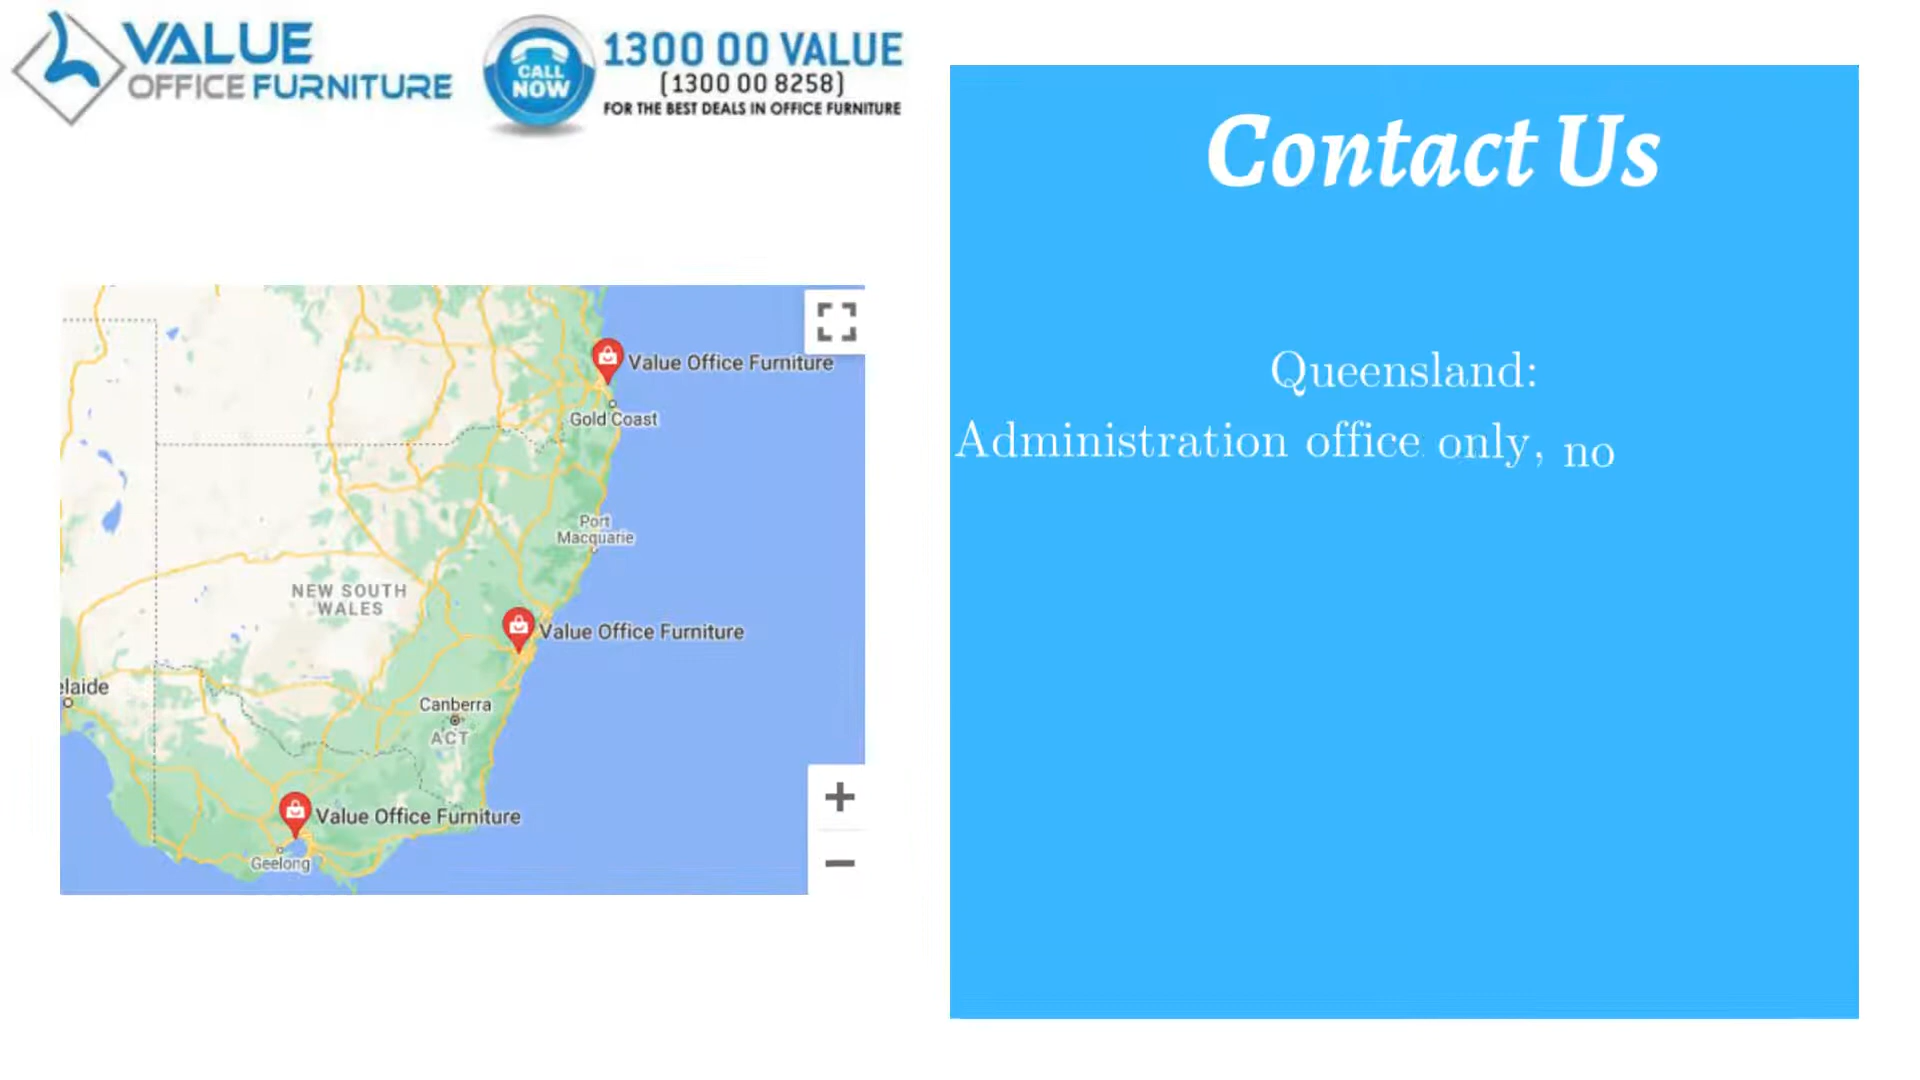 VALUE
OFFICE FURNITURE
CALL
NOW
1300 00 VALUE
(1300 00 8258)
FOR THE BEST DEALS IN OFFICE FURNITURE
Contact Us
Queensland:
Administration office only, no
Value Office Furniture
Gold Coast
Port
Macquarie
NEW SOUTH
WALES
Value Office Furniture
elaide
Canberra
ACT
Value Office Furniture
Geelong